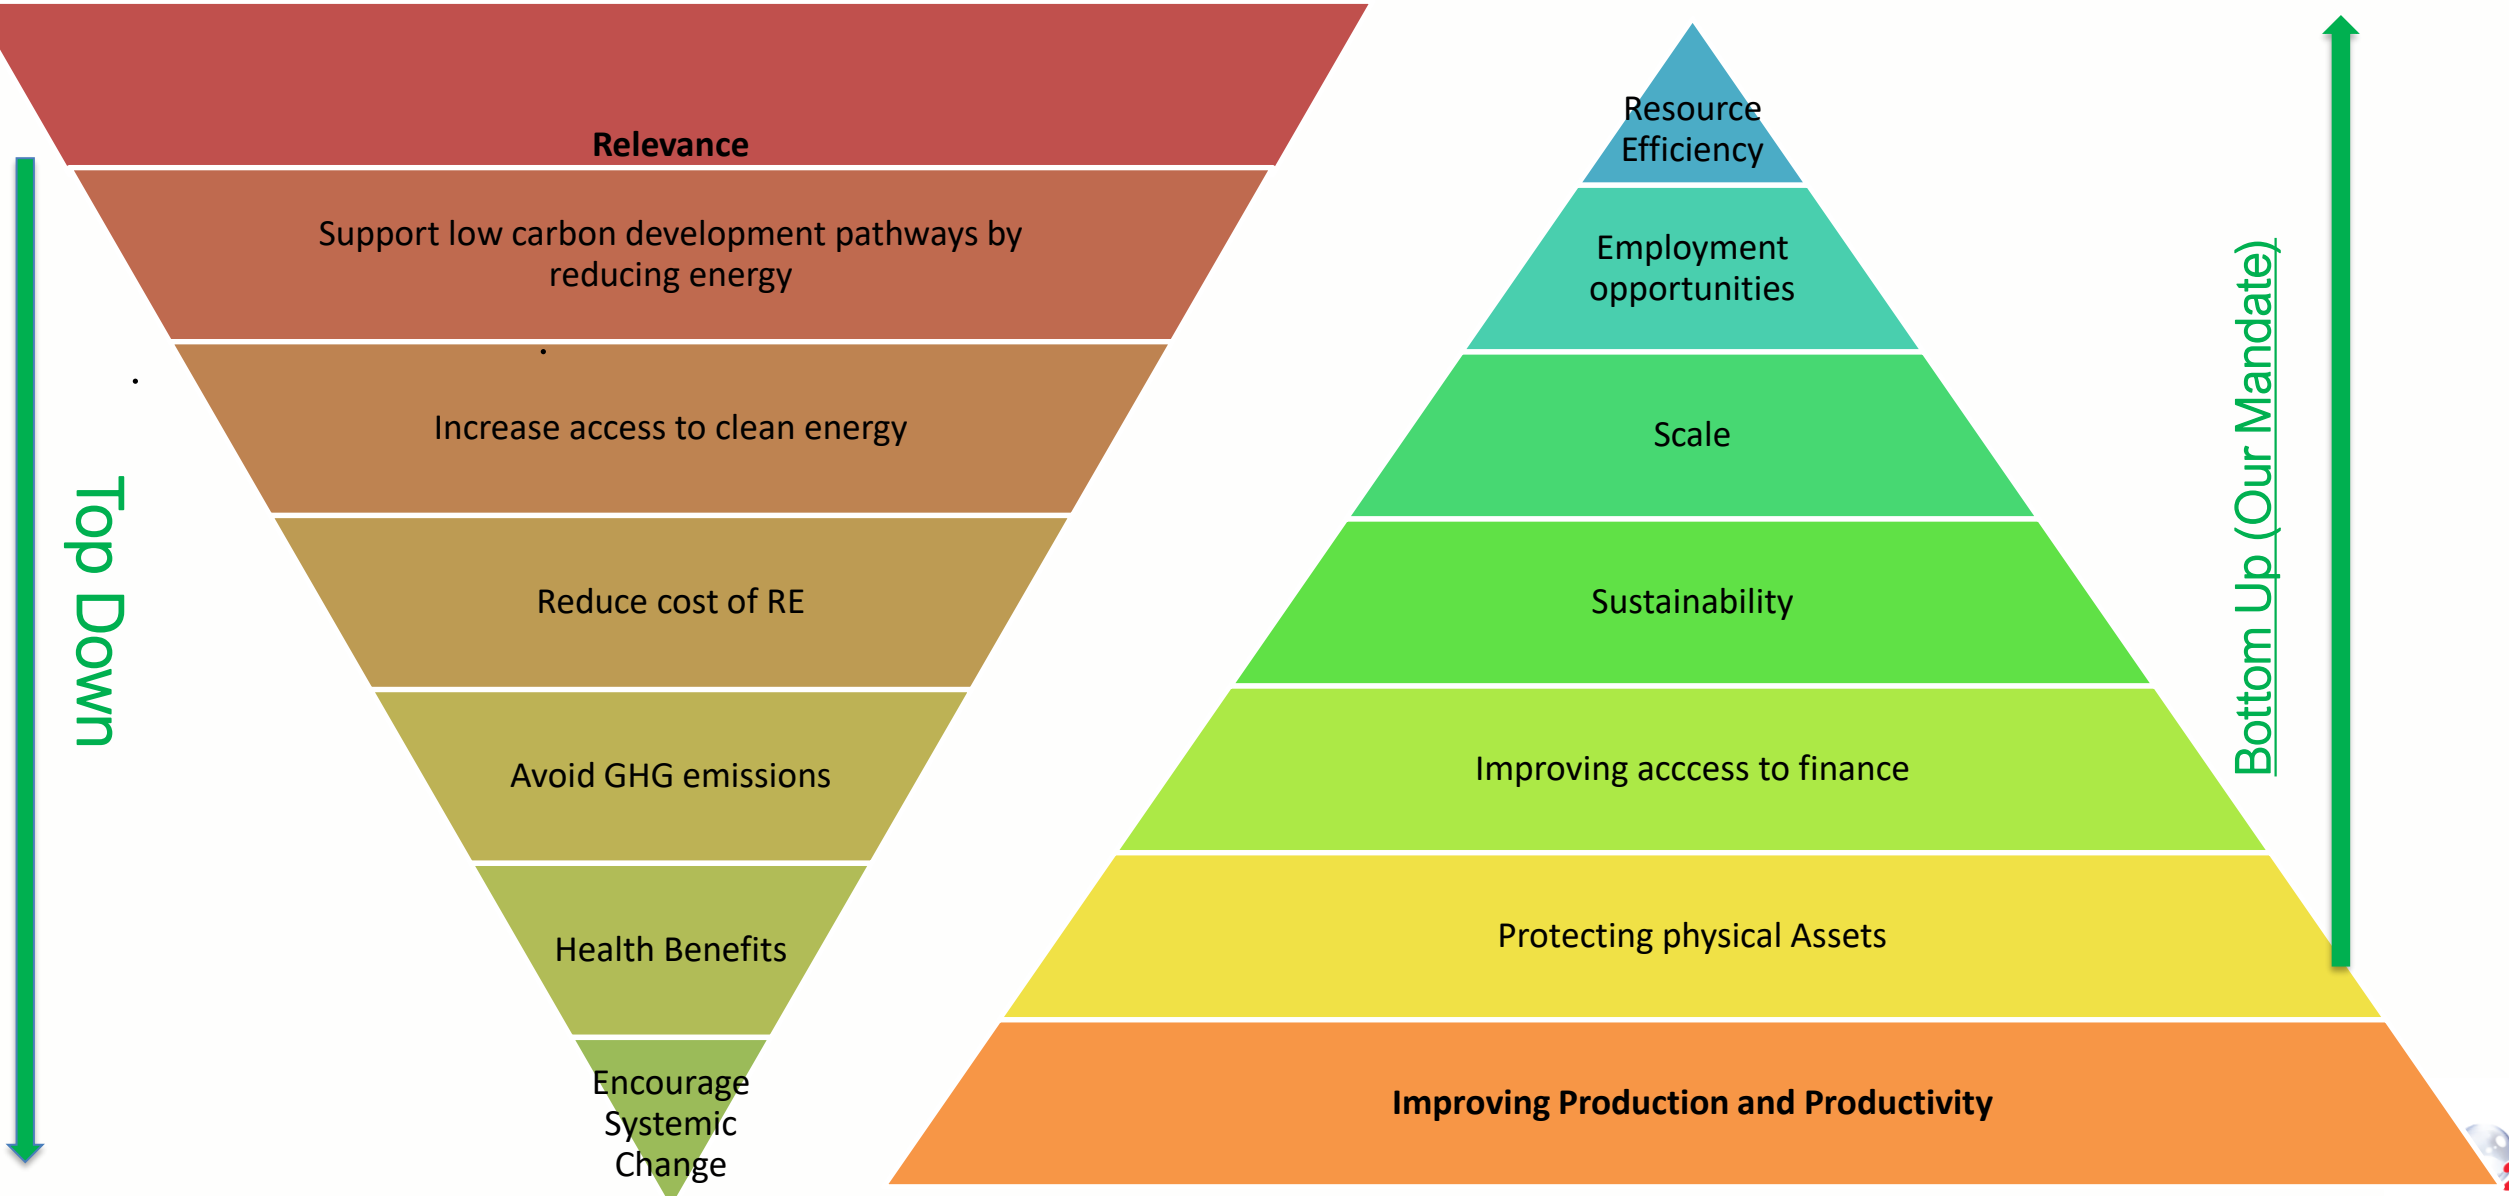 Relevance
Support low carbon development pathways by
reducing energy
.
.
Increase access to clean energy
Reduce cost of RE
Avoid GHG emissions
Health Benefits
Encourage
Systemic
Change
Top Down
Resource
Efficiency
Employment
opportunities
Scale
Sustainability
Improving acccess to finance
Protecting physical Assets
Improving Production and Productivity
Bottom Up (Our Mandate)